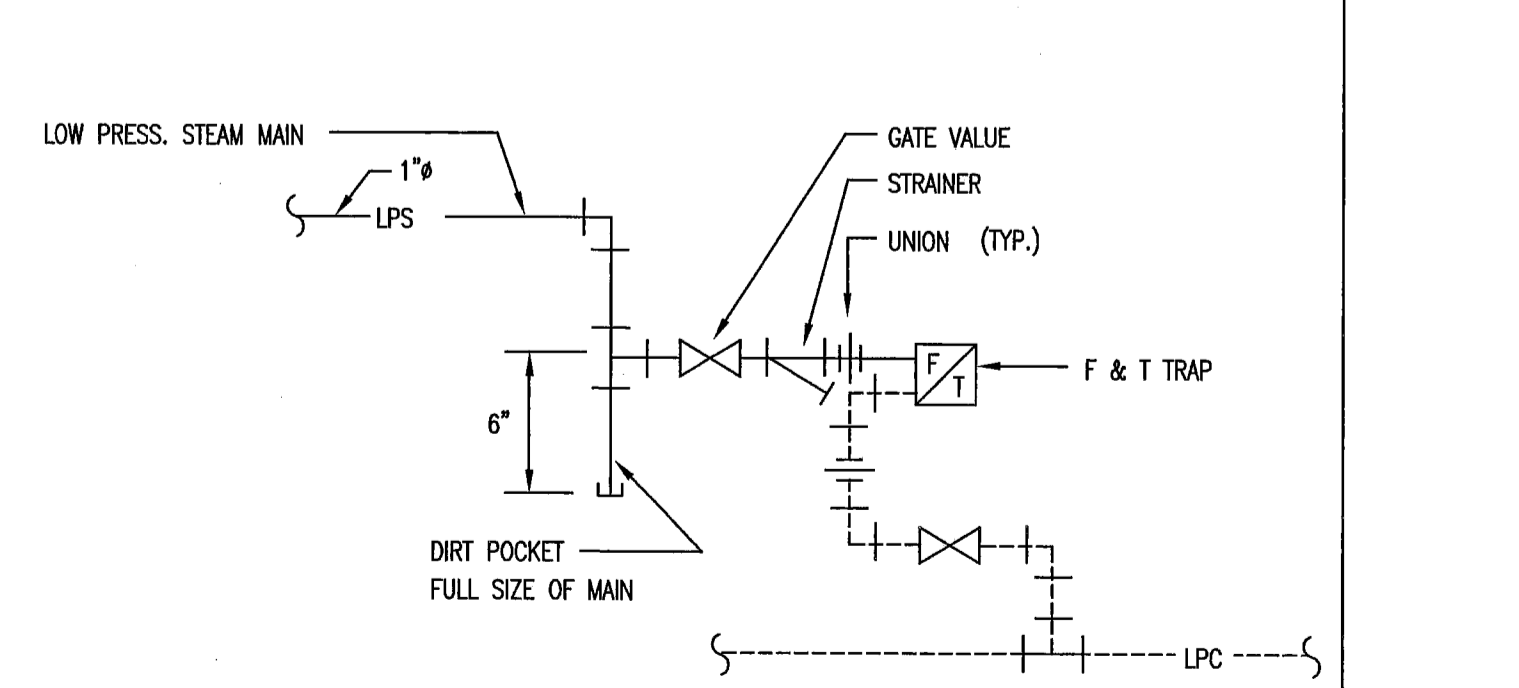 LOW PRESS. STEAM MAIN
1"ø
LPS
GATE VALUE
STRAINER
UNION (TYP.)
F
T
F & T TRAP
6"
DIRT POCKET
FULL SIZE OF MAIN
LPC